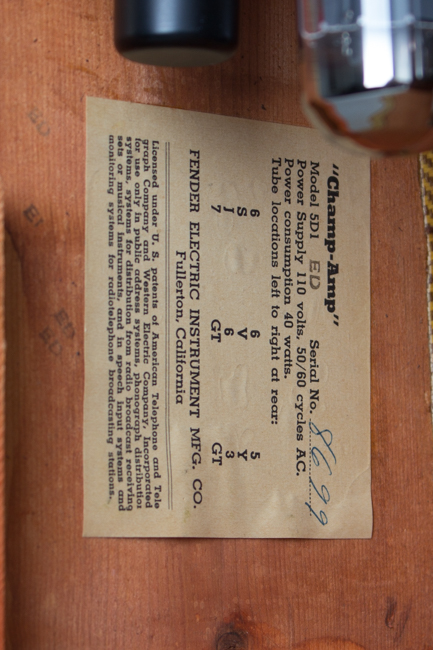 "Champ-Amp"
Model 5D1 ED Serial No. 8699
Power Supply 110 volts, 50/60 cycles AC.
Power consumption 40 watts.
Tube locations left to right at rear:
6 6 5
S V Y
J 6 3
7 GT GT
FENDER ELECTRIC INSTRUMENT MFG. CO.
Fullerton, California
Licensed under U. S. patents of American Telephone and Tele
graph Company and Western Electric Company, Incorporated
for use only in public address systems, phonograph distributio
systems, systems for distribution from radio broadcast receiving
sets or musical instruments, and in speech input systems and
monitoring systems for radiotelephone broadcasting stations.